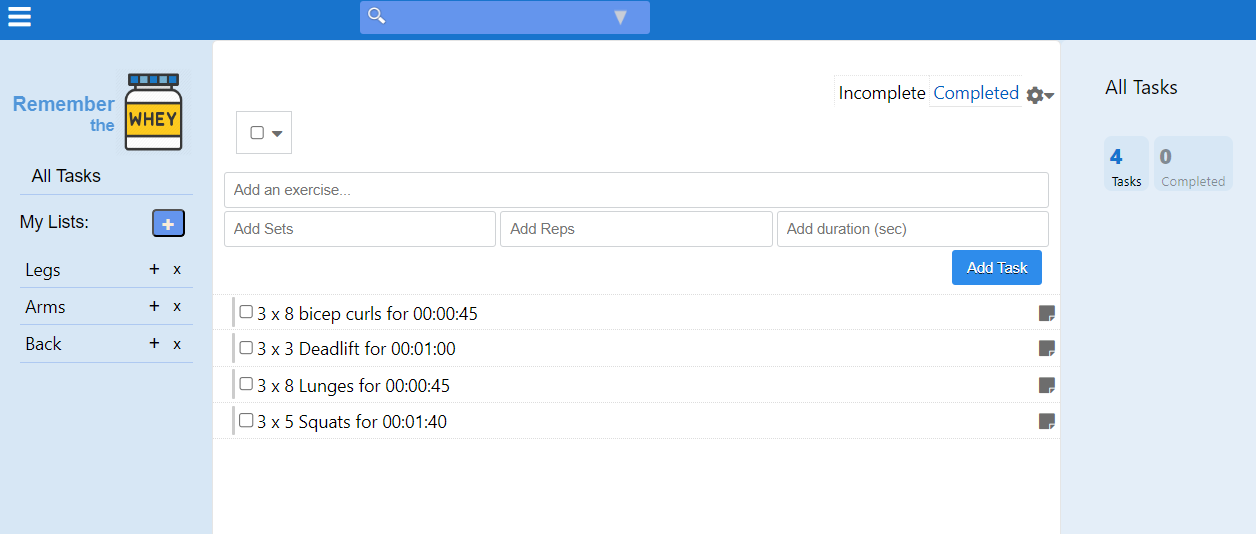 Remember
the
WHEY
All Tasks
My Lists:
+
Legs + x
Arms + x
Back + x
Incomplete Completed
Add an exercise...
Add Sets Add Reps Add duration (sec)
Add Task
3 x 8 bicep curls for 00:00:45
3 x 3 Deadlift for 00:01:00
3 x 8 Lunges for 00:00:45
3 x 5 Squats for 00:01:40
All Tasks
4 0
Tasks Completed